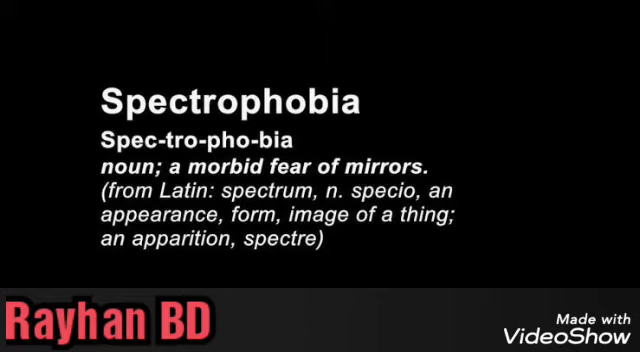 Spectrophobia
Spec-tro-pho-bia
noun; a morbid fear of mirrors.
(from Latin: spectrum, n. specio, an
appearance, form, image of a thing;
an apparition, spectre)
Rayhan BD
Made with
VideoShow